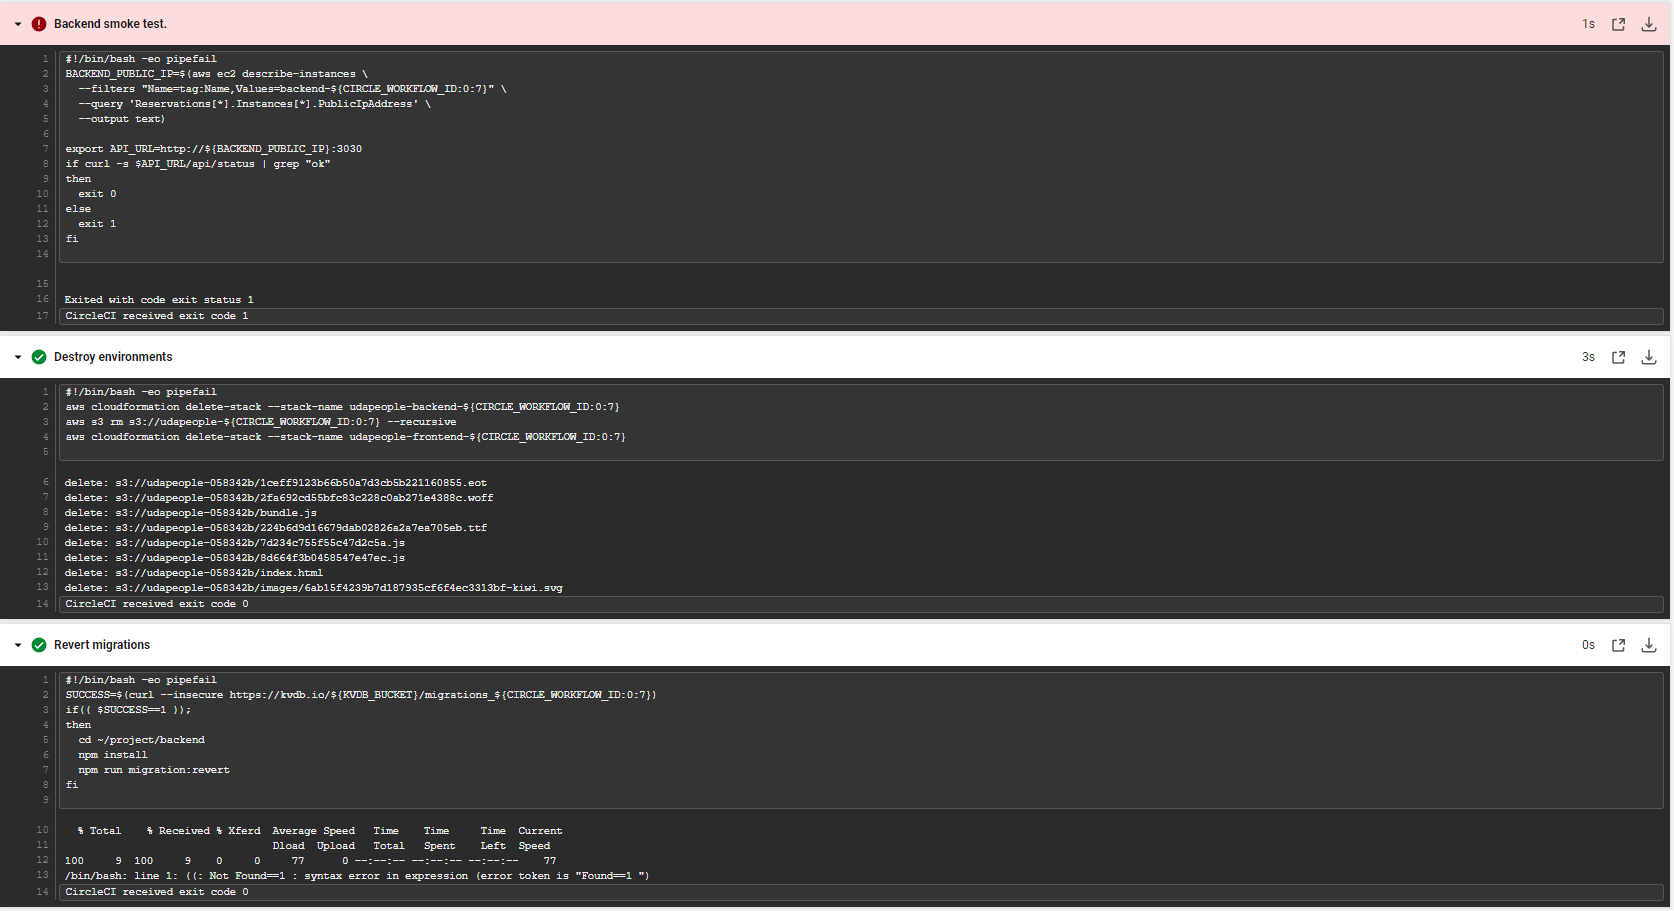 Backend smoke test.
1s
1 #!/bin/bash -eo pipefail
2 BACKEND_PUBLIC_IP=$(aws ec2 describe-instances \
3   --filters "Name=tag:Name,Values=backend-${CIRCLE_WORKFLOW_ID:0:7}" \
4   --query 'Reservations[*].Instances[*].PublicIpAddress' \
5   --output text)
6
7 export API_URL=http://${BACKEND_PUBLIC_IP}:3030
8 if curl -s $API_URL/api/status | grep "ok"
9 then
10   exit 0
11 else
12   exit 1
13 fi
14
15
16 Exited with code exit status 1
17 CircleCI received exit code 1
Destroy environments
3s
1 #!/bin/bash -eo pipefail
2 aws cloudformation delete-stack --stack-name udapeople-backend-${CIRCLE_WORKFLOW_ID:0:7}
3 aws s3 rm s3://udapeople-${CIRCLE_WORKFLOW_ID:0:7} --recursive
4 aws cloudformation delete-stack --stack-name udapeople-frontend-${CIRCLE_WORKFLOW_ID:0:7}
5
6 delete: s3://udapeople-058342b/1ceff9123b66b50a7d3cb5b221160855.eot
7 delete: s3://udapeople-058342b/2fa692cd55bfc83c228c0ab271e4388c.woff
8 delete: s3://udapeople-058342b/bundle.js
9 delete: s3://udapeople-058342b/224b6d9d16679dab02826a2a7ea705eb.ttf
10 delete: s3://udapeople-058342b/7d234c755f55c47d2c5a.js
11 delete: s3://udapeople-058342b/8d664f3b0458547e47ec.js
12 delete: s3://udapeople-058342b/index.html
13 delete: s3://udapeople-058342b/images/6ab15f4239b7d187935cf6f4ec3313bf-kiwi.svg
14 CircleCI received exit code 0
Revert migrations
0s
1 #!/bin/bash -eo pipefail
2 SUCCESS=$(curl --insecure https://kvdb.io/${KVDB_BUCKET}/migrations_${CIRCLE_WORKFLOW_ID:0:7})
3 if(( $SUCCESS==1 ));
4 then
5   cd ~/project/backend
6   npm install
7   npm run migration:revert
8 fi
9
10   % Total    % Received % Xferd  Average Speed   Time    Time     Time  Current
11                                  Dload  Upload   Total   Spent    Left  Speed
12 100     9  100     9    0     0     77      0 --:--:-- --:--:-- --:--:--    77
13 /bin/bash: line 1: ((: Not Found==1 : syntax error in expression (error token is "Found==1 ")
14 CircleCI received exit code 0